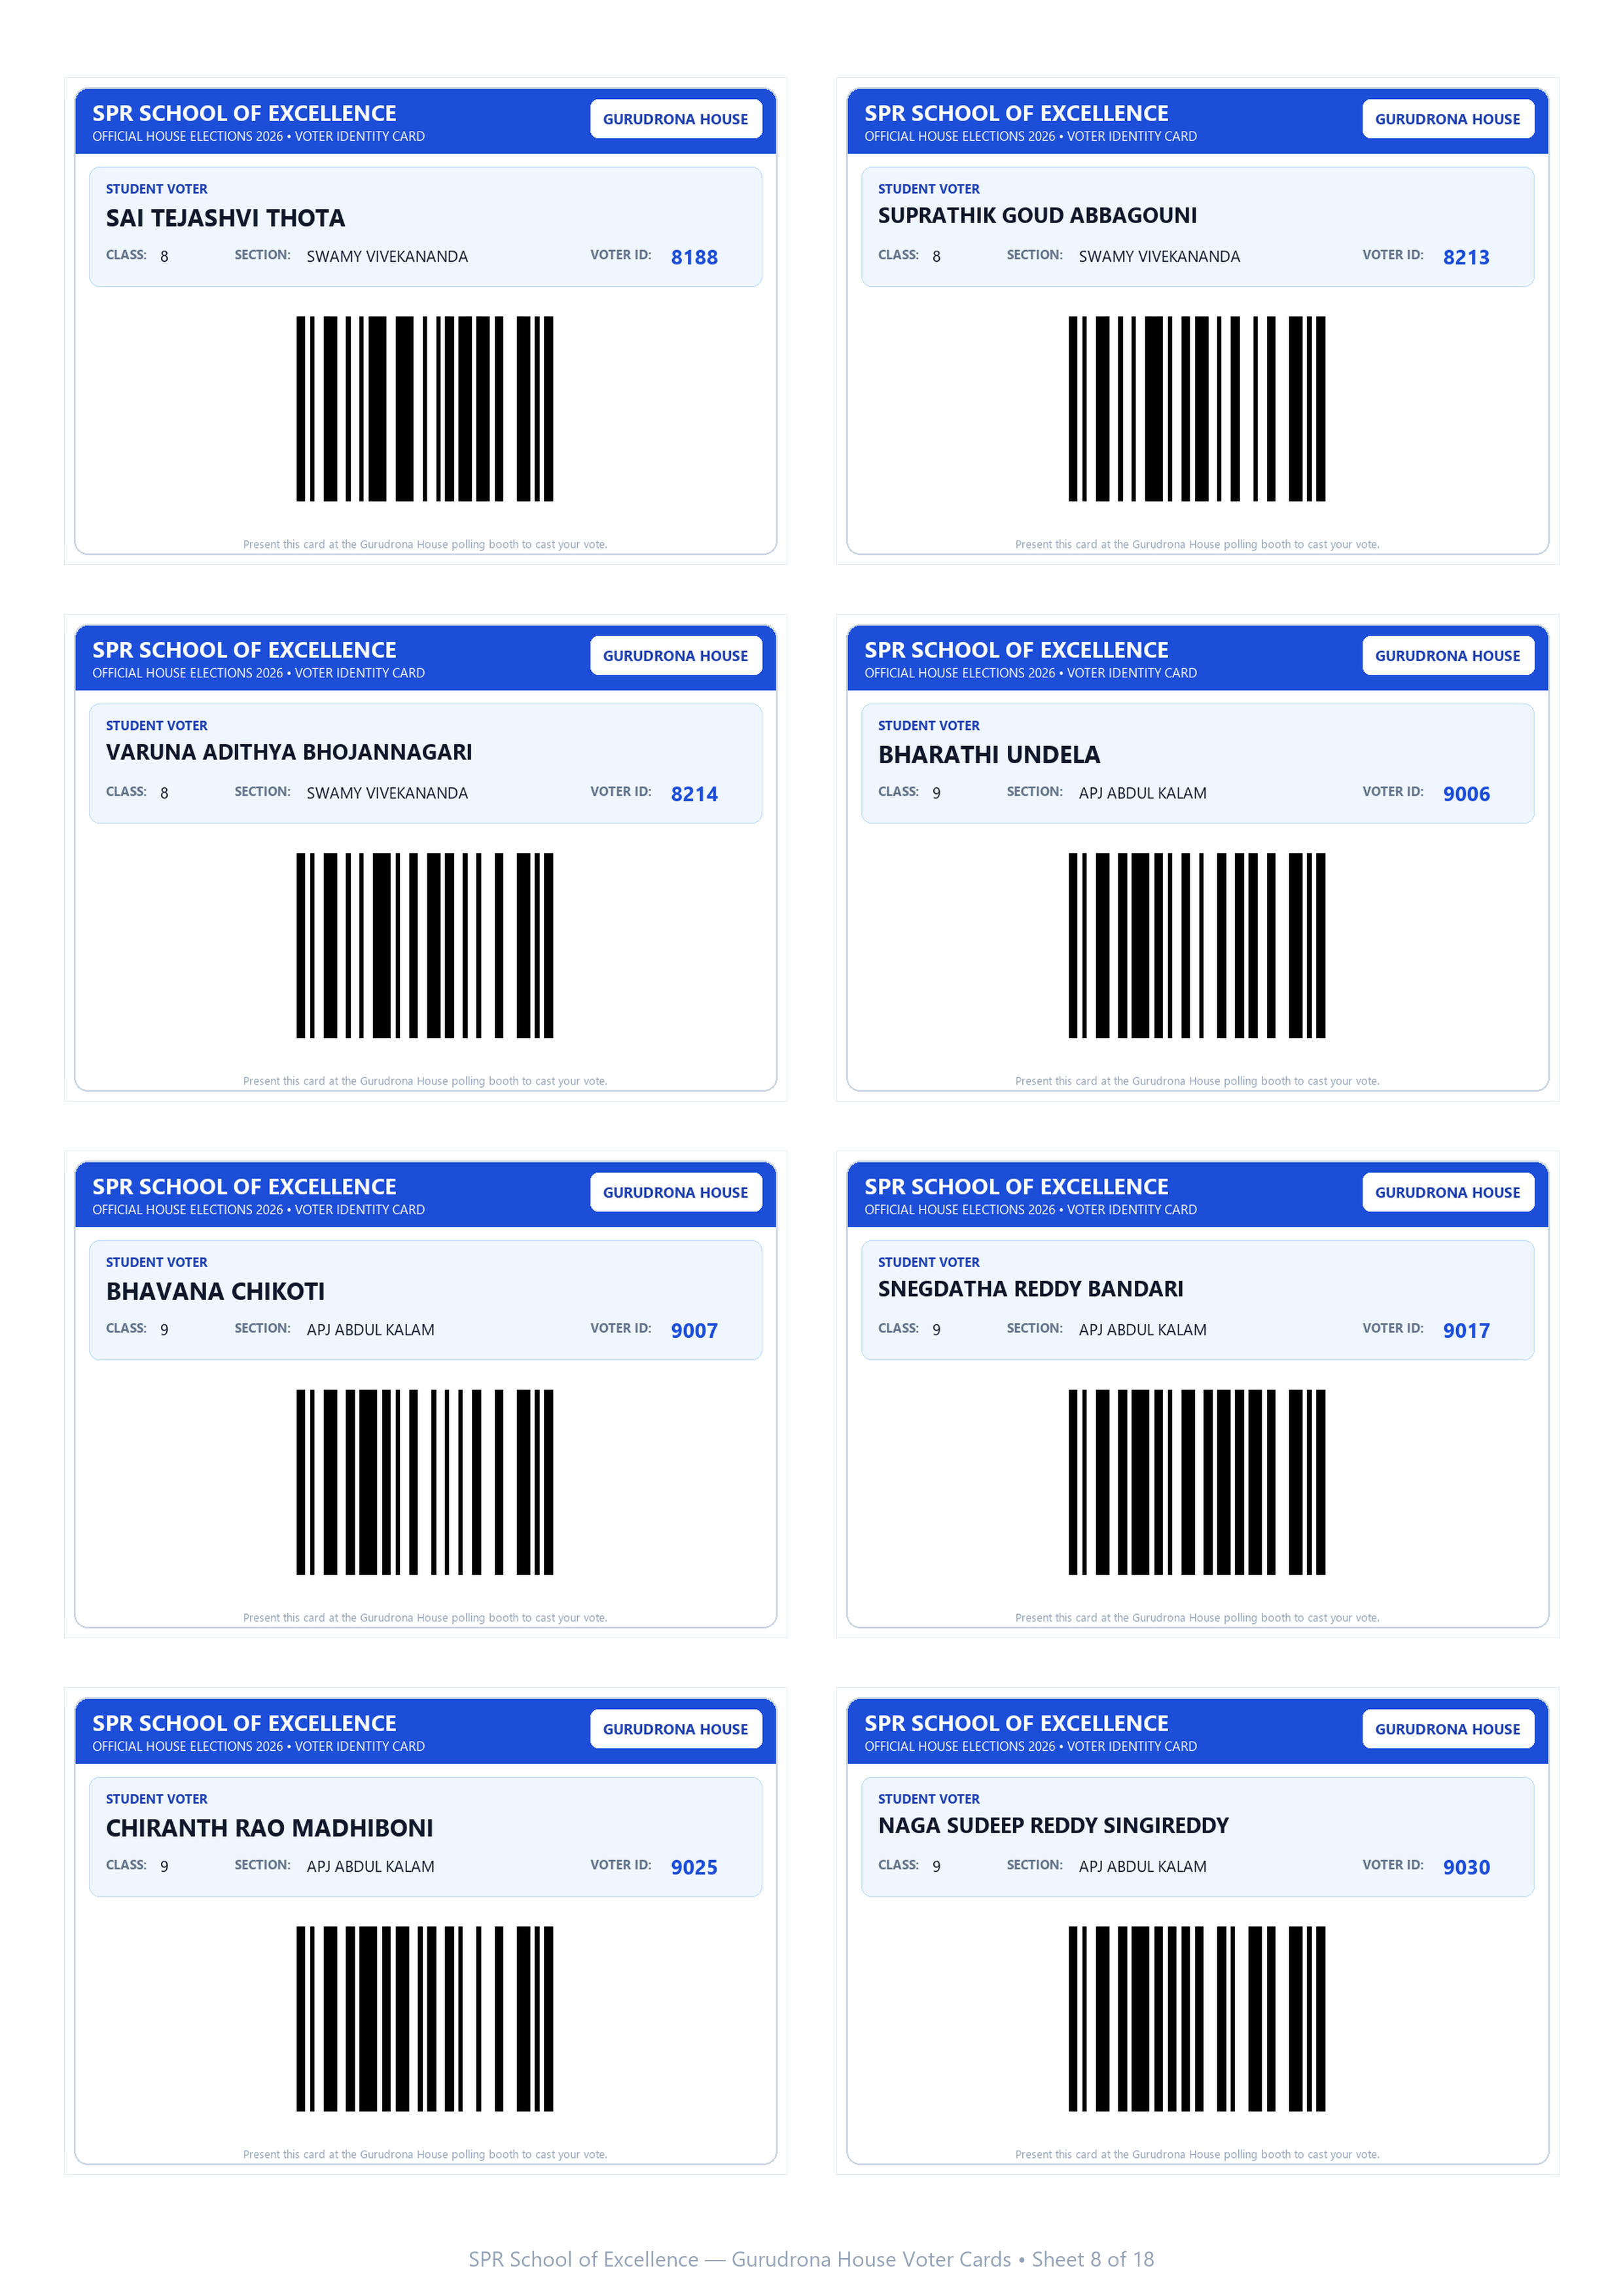 SPR SCHOOL OF EXCELLENCE
OFFICIAL HOUSE ELECTIONS 2026 • VOTER IDENTITY CARD
GURUDRONA HOUSE
STUDENT VOTER
SAI TEJASHVI THOTA
CLASS: 8 SECTION: SWAMY VIVEKANANDA VOTER ID: 8188
Present this card at the Gurudrona House polling booth to cast your vote.
SPR SCHOOL OF EXCELLENCE
OFFICIAL HOUSE ELECTIONS 2026 • VOTER IDENTITY CARD
GURUDRONA HOUSE
STUDENT VOTER
SUPRATHIK GOUD ABBAGOUNI
CLASS: 8 SECTION: SWAMY VIVEKANANDA VOTER ID: 8213
Present this card at the Gurudrona House polling booth to cast your vote.
SPR SCHOOL OF EXCELLENCE
OFFICIAL HOUSE ELECTIONS 2026 • VOTER IDENTITY CARD
GURUDRONA HOUSE
STUDENT VOTER
VARUNA ADITHYA BHOJANNAGARI
CLASS: 8 SECTION: SWAMY VIVEKANANDA VOTER ID: 8214
Present this card at the Gurudrona House polling booth to cast your vote.
SPR SCHOOL OF EXCELLENCE
OFFICIAL HOUSE ELECTIONS 2026 • VOTER IDENTITY CARD
GURUDRONA HOUSE
STUDENT VOTER
BHARATHI UNDELA
CLASS: 9 SECTION: APJ ABDUL KALAM VOTER ID: 9006
Present this card at the Gurudrona House polling booth to cast your vote.
SPR SCHOOL OF EXCELLENCE
OFFICIAL HOUSE ELECTIONS 2026 • VOTER IDENTITY CARD
GURUDRONA HOUSE
STUDENT VOTER
BHAVANA CHIKOTI
CLASS: 9 SECTION: APJ ABDUL KALAM VOTER ID: 9007
Present this card at the Gurudrona House polling booth to cast your vote.
SPR SCHOOL OF EXCELLENCE
OFFICIAL HOUSE ELECTIONS 2026 • VOTER IDENTITY CARD
GURUDRONA HOUSE
STUDENT VOTER
SNEGDATHA REDDY BANDARI
CLASS: 9 SECTION: APJ ABDUL KALAM VOTER ID: 9017
Present this card at the Gurudrona House polling booth to cast your vote.
SPR SCHOOL OF EXCELLENCE
OFFICIAL HOUSE ELECTIONS 2026 • VOTER IDENTITY CARD
GURUDRONA HOUSE
STUDENT VOTER
CHIRANTH RAO MADHIBONI
CLASS: 9 SECTION: APJ ABDUL KALAM VOTER ID: 9025
Present this card at the Gurudrona House polling booth to cast your vote.
SPR SCHOOL OF EXCELLENCE
OFFICIAL HOUSE ELECTIONS 2026 • VOTER IDENTITY CARD
GURUDRONA HOUSE
STUDENT VOTER
NAGA SUDEEP REDDY SINGIREDDY
CLASS: 9 SECTION: APJ ABDUL KALAM VOTER ID: 9030
Present this card at the Gurudrona House polling booth to cast your vote.
SPR School of Excellence — Gurudrona House Voter Cards • Sheet 8 of 18